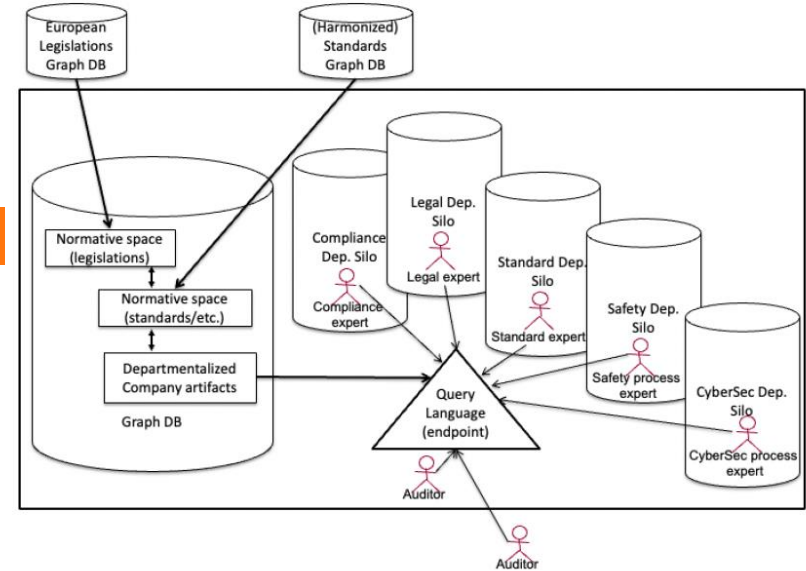 European
Legislations
Graph DB
(Harmonized)
Standards
Graph DB
Normative space
(legislations)
Normative space
(standards/etc.)
Departmentalized
Company artifacts
Graph DB
Compliance
Dep. Silo
Compliance
expert
Legal Dep.
Silo
Legal expert
Standard Dep.
Silo
Standard expert
Safety Dep.
Silo
Safety process
expert
CyberSec Dep.
Silo
CyberSec process
expert
Query
Language
(endpoint)
Auditor
Auditor